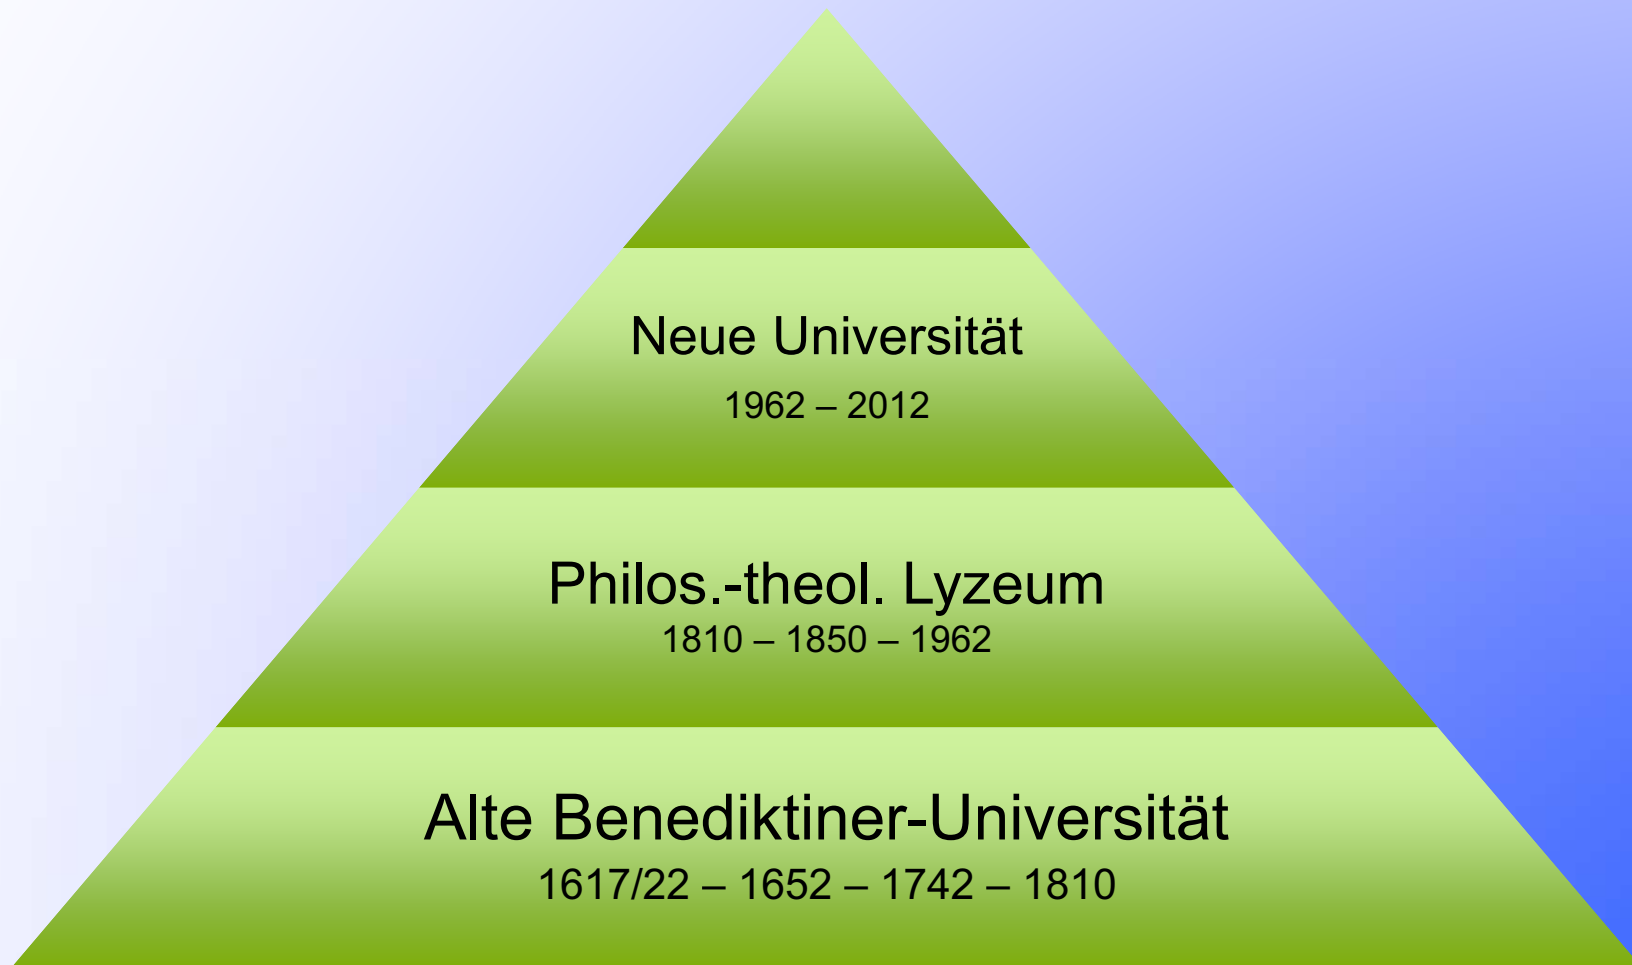 Neue Universität
1962 – 2012
Philos.-theol. Lyzeum
1810 – 1850 – 1962
Alte Benediktiner-Universität
1617/22 – 1652 – 1742 – 1810